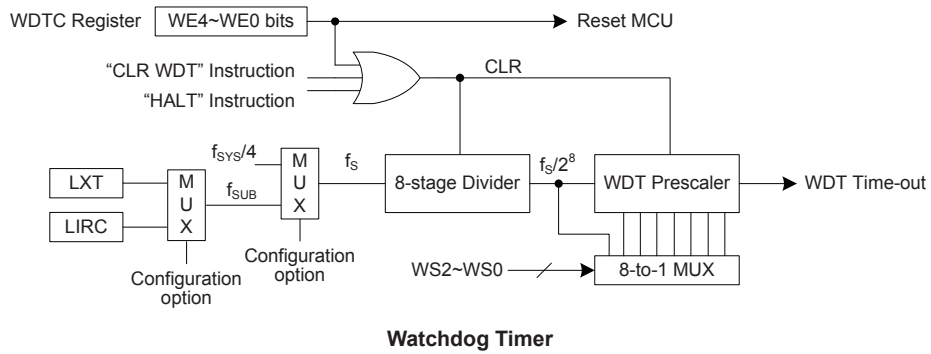 WDTC Register
WE4~WE0 bits
Reset MCU
“CLR WDT” Instruction
CLR
“HALT” Instruction
fSYS/4
M
U
X
fS
8-stage Divider
fS/2⁸
WDT Prescaler
WDT Time-out
LXT
M
U
X
fSUB
LIRC
Configuration
option
Configuration
option
WS2~WS0
8-to-1 MUX
Watchdog Timer